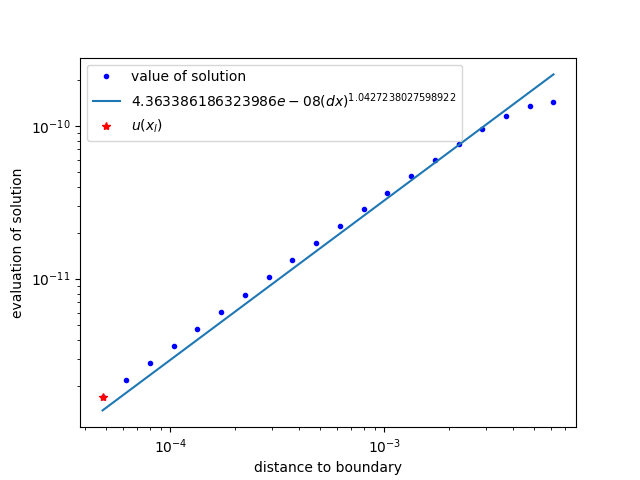 value of solution
4.363386186323986e − 08(dx)^1.0427238027598922
u(x_l)
10^−10
10^−11
evaluation of solution
10^−4
10^−3
distance to boundary